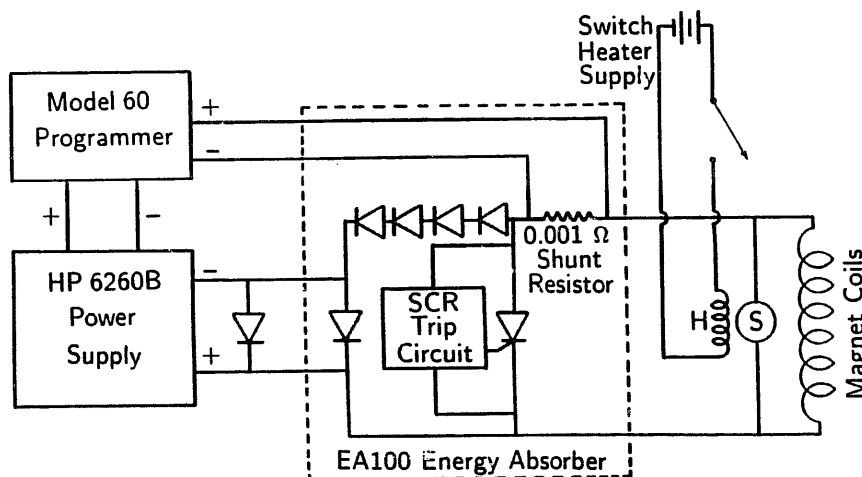 Switch
Heater
Supply
Model 60
Programmer
+
−
+
−
HP 6260B
Power
Supply
−
+
0.001 Ω
Shunt
Resistor
SCR
Trip
Circuit
H
S
Magnet Coils
EA100 Energy Absorber